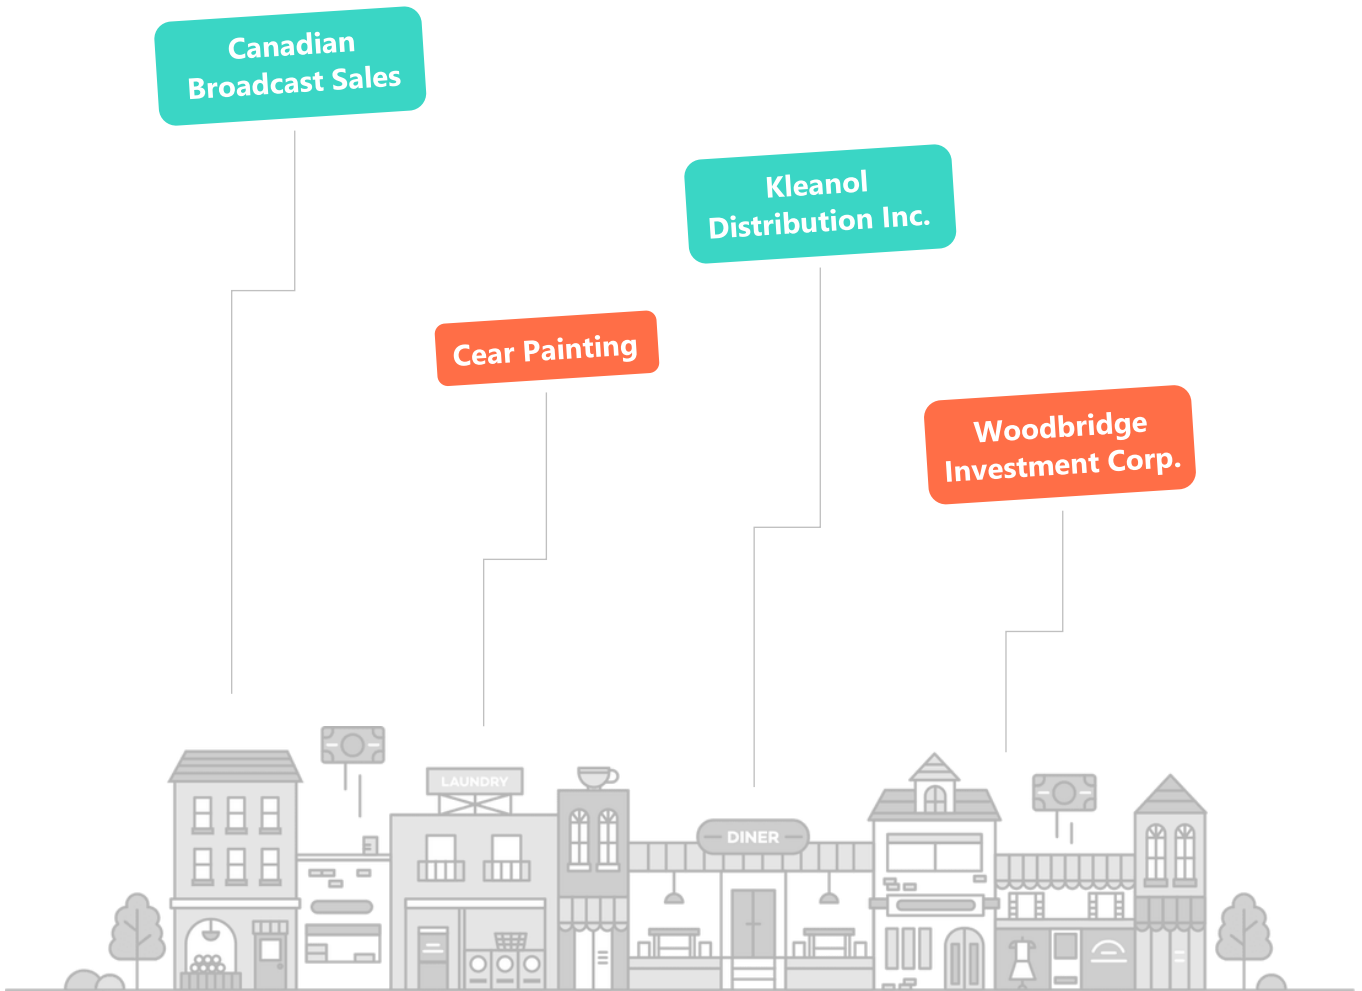 Canadian
Broadcast Sales
Kleanol
Distribution Inc.
Cear Painting
Woodbridge
Investment Corp.
LAUNDRY
DINER